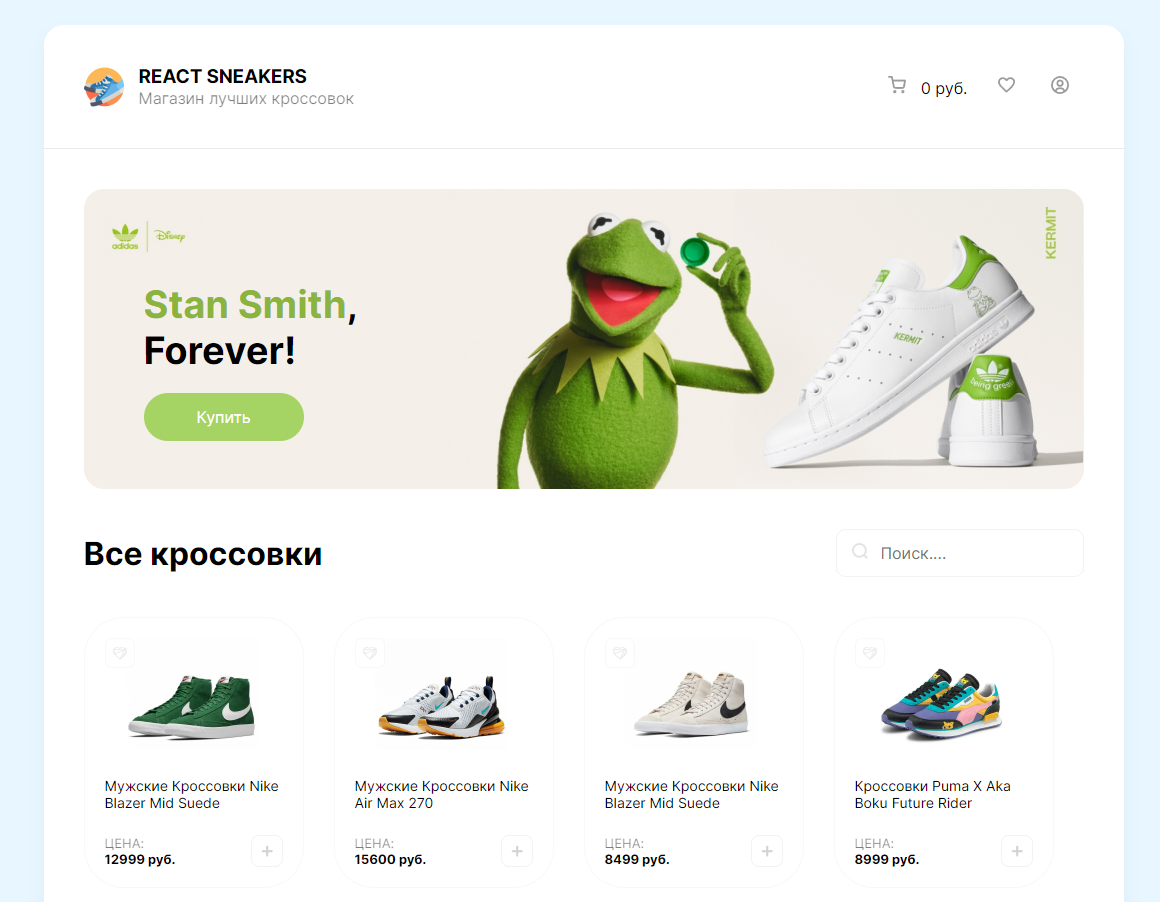 REACT SNEAKERS
Магазин лучших кроссовок
0 руб.
adidas
Disney
KERMIT
Stan Smith,
Forever!
KERMIT
being green
Купить
Все кроссовки
Поиск....
Мужские Кроссовки Nike
Blazer Mid Suede
ЦЕНА:
12999 руб.
Мужские Кроссовки Nike
Air Max 270
ЦЕНА:
15600 руб.
Мужские Кроссовки Nike
Blazer Mid Suede
ЦЕНА:
8499 руб.
Кроссовки Puma X Aka
Boku Future Rider
ЦЕНА:
8999 руб.